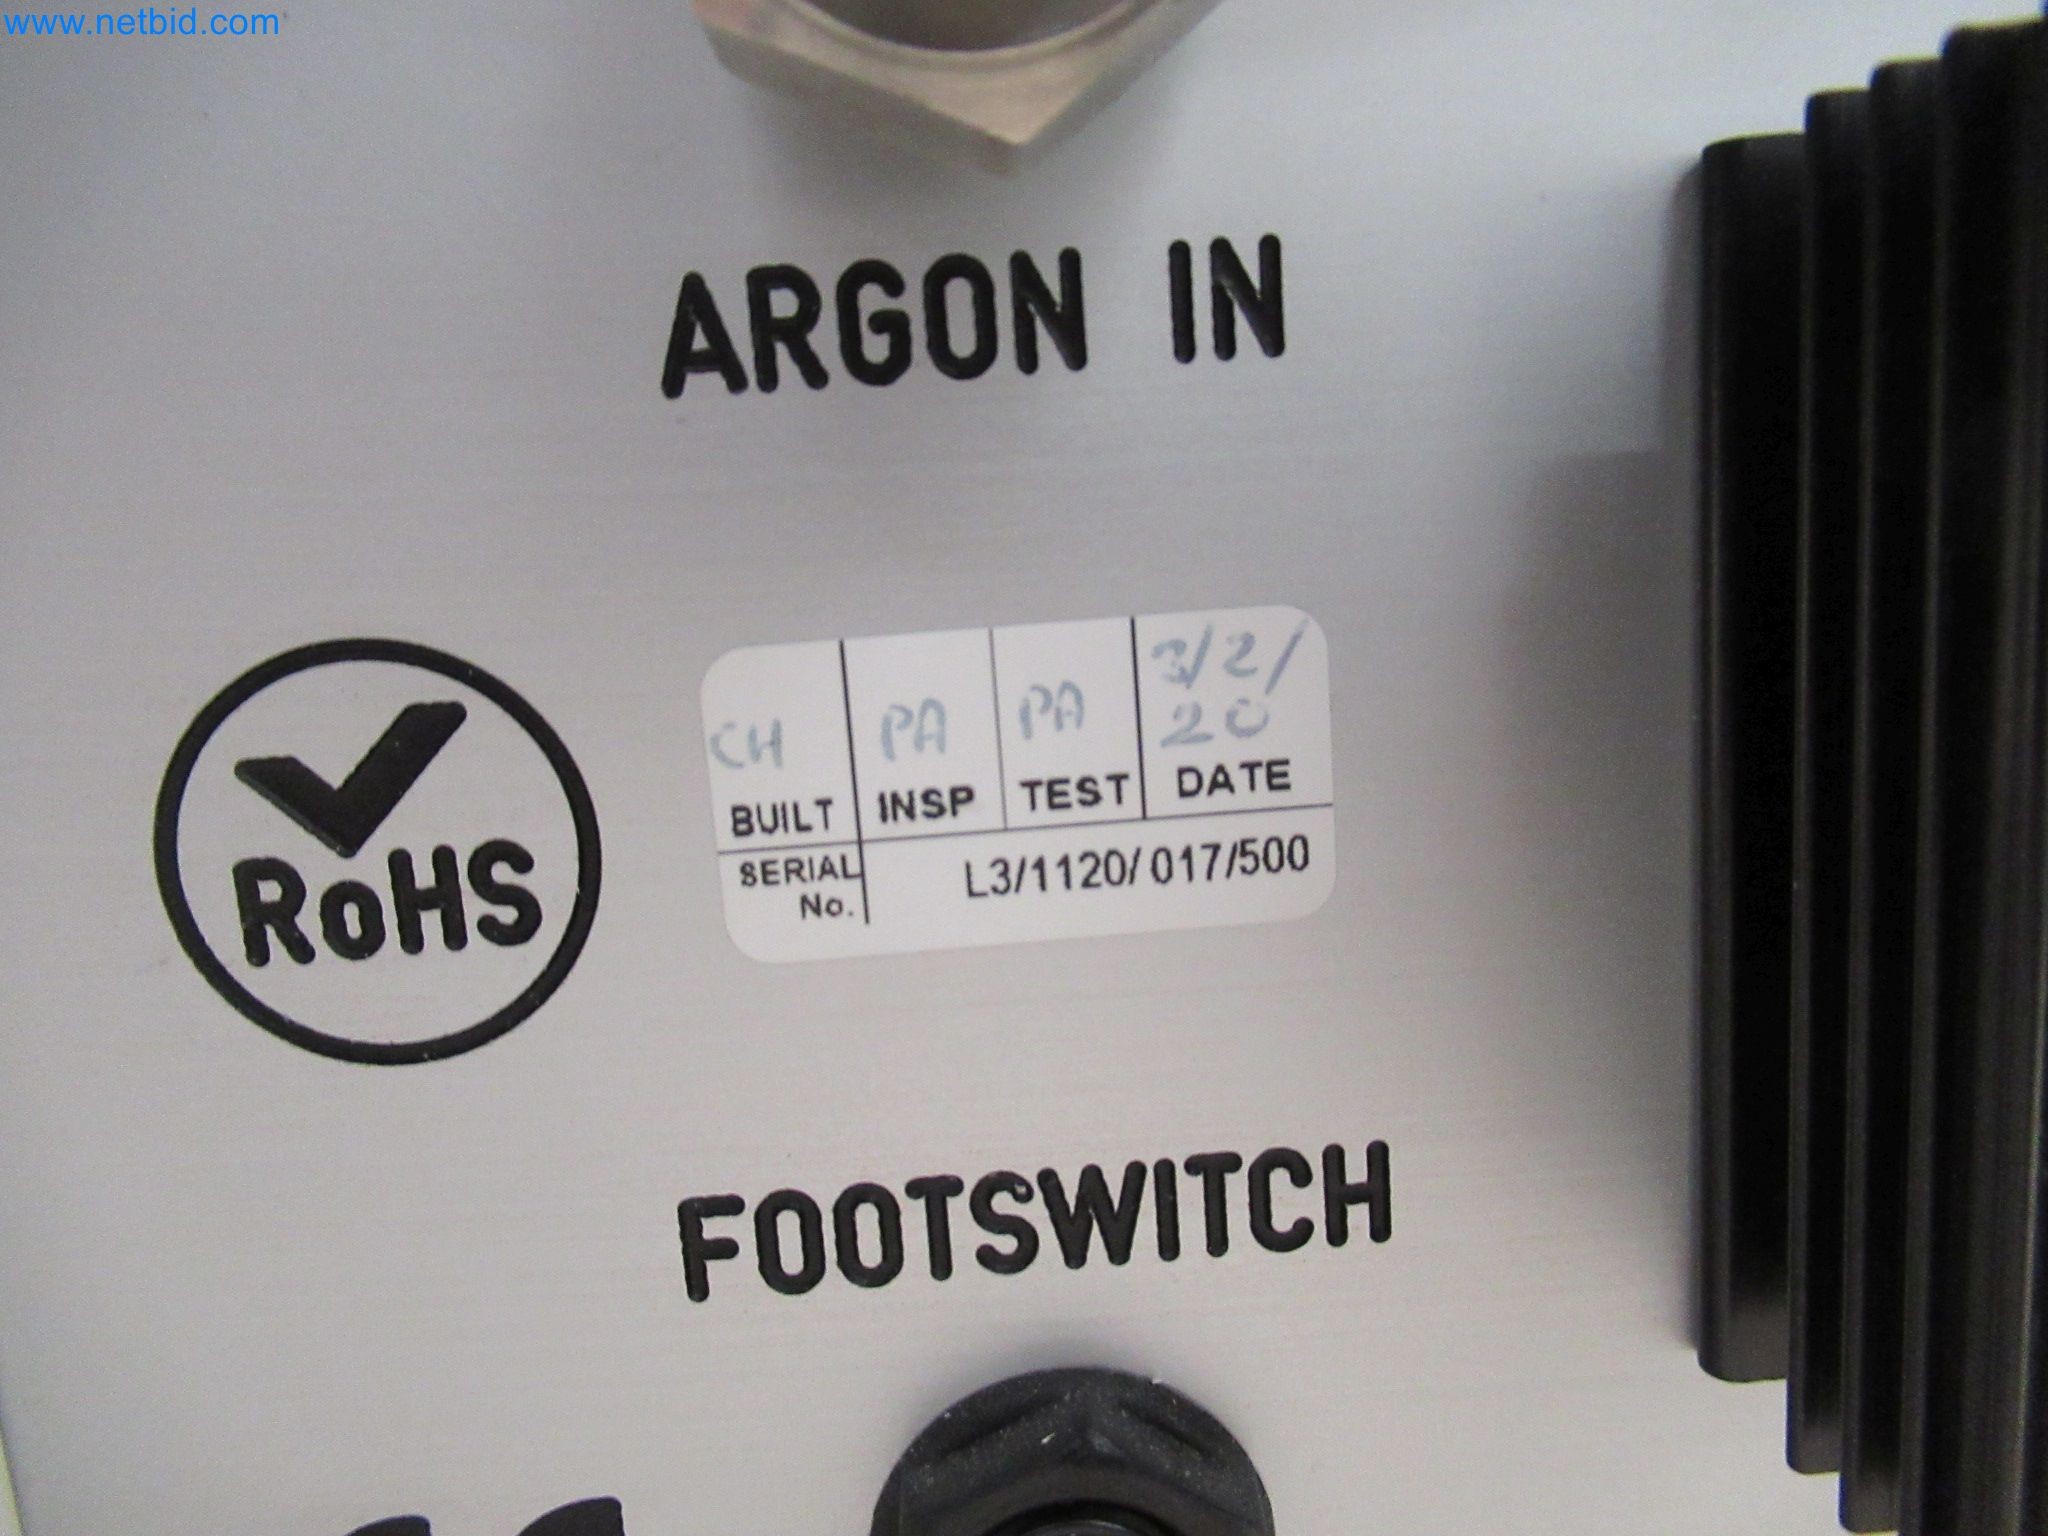 www.netbid.com
ARGON IN
RoHS
CH PA PA 3/2/
20
BUILT INSP TEST DATE
SERIAL No. L3/1120/017/500
FOOTSWITCH